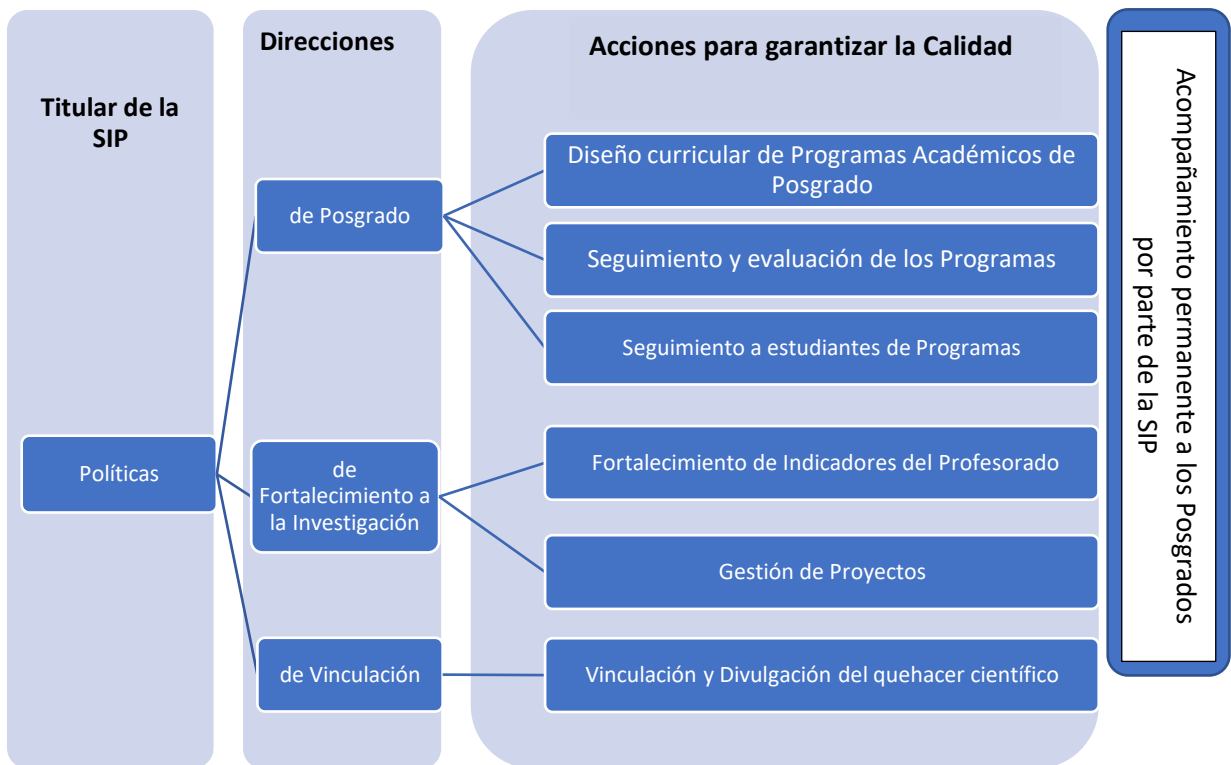 Titular de la
SIP
Direcciones
Acciones para garantizar la Calidad
Políticas
de Posgrado
de
Fortalecimiento a
la Investigación
de Vinculación
Diseño curricular de Programas Académicos de
Posgrado
Seguimiento y evaluación de los Programas
Seguimiento a estudiantes de Programas
Fortalecimiento de Indicadores del Profesorado
Gestión de Proyectos
Vinculación y Divulgación del quehacer científico
Acompañamiento permanente a los Posgrados
por parte de la SIP